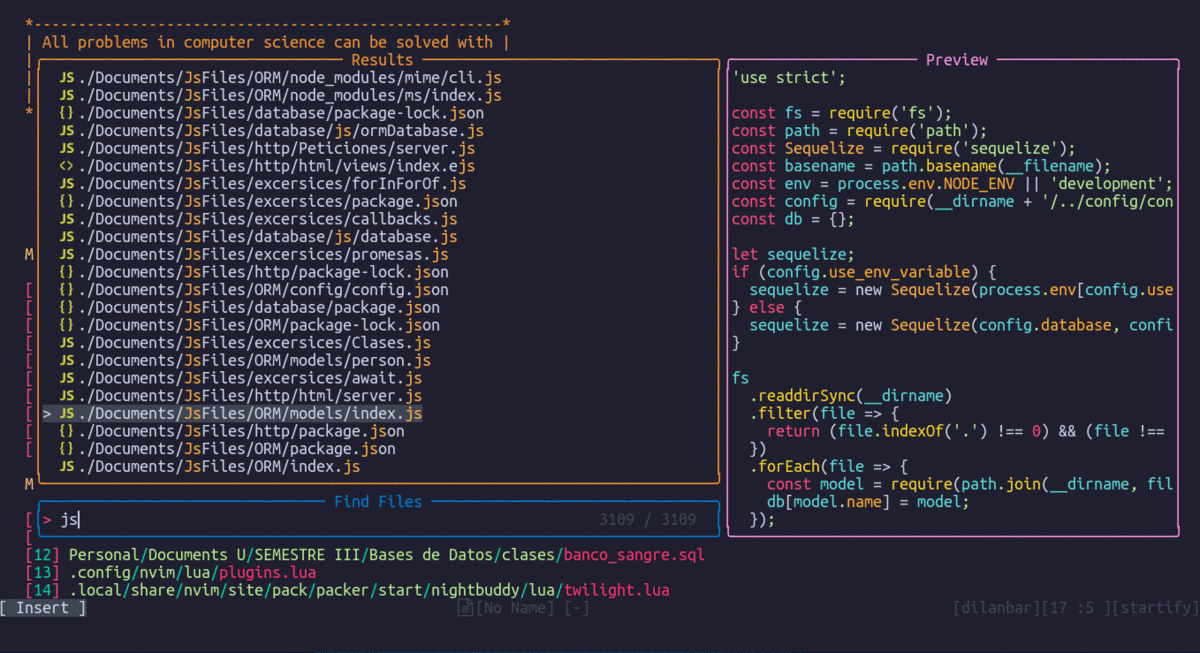 *-----------------------------------------------------*
| All problems in computer science can be solved with |
Results
JS ./Documents/JsFiles/ORM/node_modules/mime/cli.js
JS ./Documents/JsFiles/ORM/node_modules/ms/index.js
{} ./Documents/JsFiles/database/package-lock.json
JS ./Documents/JsFiles/database/js/ormDatabase.js
JS ./Documents/JsFiles/http/Peticiones/server.js
<> ./Documents/JsFiles/http/html/views/index.ejs
JS ./Documents/JsFiles/excersices/forInForOf.js
{} ./Documents/JsFiles/excersices/package.json
JS ./Documents/JsFiles/excersices/callbacks.js
JS ./Documents/JsFiles/database/js/database.js
M JS ./Documents/JsFiles/excersices/promesas.js
{} ./Documents/JsFiles/http/package-lock.json
[ {} ./Documents/JsFiles/ORM/config/config.json
[ {} ./Documents/JsFiles/database/package.json
[ {} ./Documents/JsFiles/ORM/package-lock.json
[ JS ./Documents/JsFiles/excersices/Clases.js
[ JS ./Documents/JsFiles/ORM/models/person.js
[ JS ./Documents/JsFiles/excersices/await.js
[ JS ./Documents/JsFiles/http/html/server.js
[ > JS ./Documents/JsFiles/ORM/models/index.js
[ {} ./Documents/JsFiles/http/package.json
[ {} ./Documents/JsFiles/ORM/package.json
JS ./Documents/JsFiles/ORM/index.js
M
Find Files
[ > js 3109 / 3109
[
Preview
'use strict';
const fs = require('fs');
const path = require('path');
const Sequelize = require('sequelize');
const basename = path.basename(__filename);
const env = process.env.NODE_ENV || 'development';
const config = require(__dirname + '/../config/con
const db = {};
let sequelize;
if (config.use_env_variable) {
sequelize = new Sequelize(process.env[config.use
} else {
sequelize = new Sequelize(config.database, confi
}
fs
.readdirSync(__dirname)
.filter(file => {
return (file.indexOf('.') !== 0) && (file !==
})
.forEach(file => {
const model = require(path.join(__dirname, fil
db[model.name] = model;
});
[12] Personal/Documents U/SEMESTRE III/Bases de Datos/clases/banco_sangre.sql
[13] .config/nvim/lua/plugins.lua
[14] .local/share/nvim/site/pack/packer/start/nightbuddy/lua/twilight.lua
[ Insert ] [No Name] [-] [dilanbar][17 :5 ][startify]